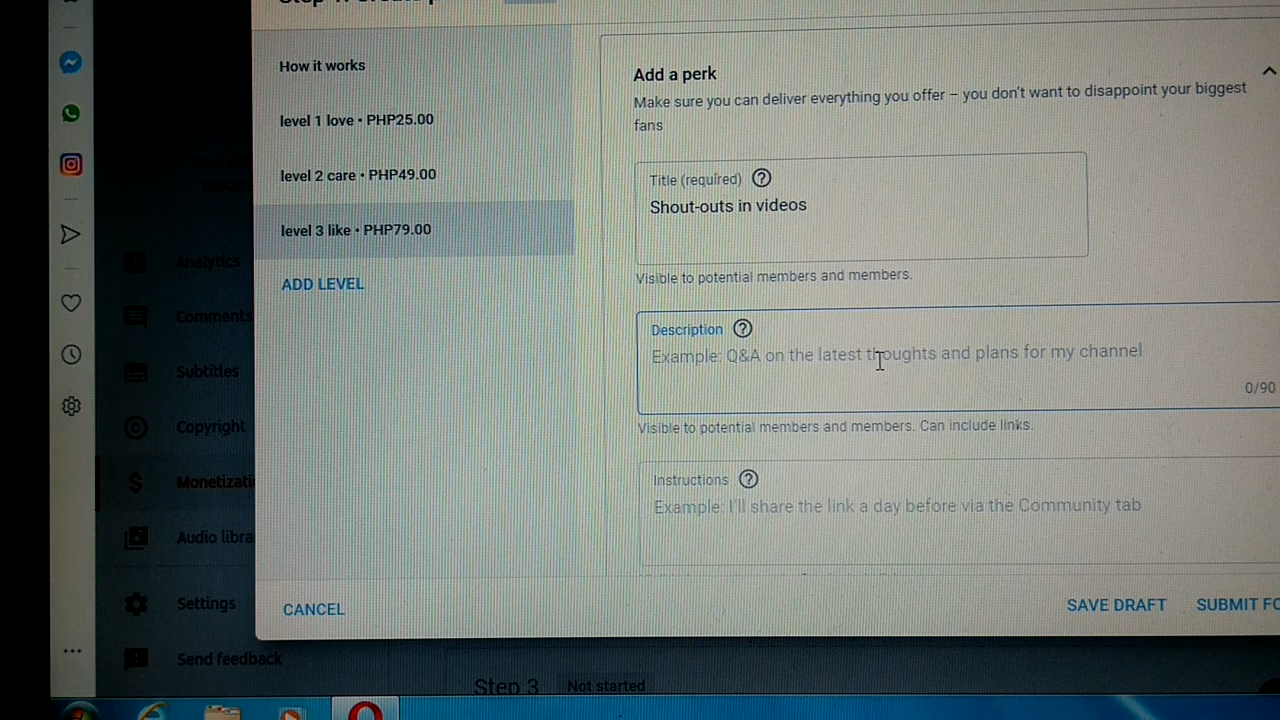 How it works
level 1 love • PHP25.00
level 2 care • PHP49.00
level 3 like • PHP79.00
ADD LEVEL
Add a perk
Make sure you can deliver everything you offer – you don't want to disappoint your biggest
fans
Title (required)
Shout-outs in videos
Visible to potential members and members.
Description
Example: Q&A on the latest thoughts and plans for my channel
0/90
Visible to potential members and members. Can include links.
Instructions
Example: I'll share the link a day before via the Community tab
CANCEL
SAVE DRAFT
SUBMIT FO
Analytics
Comments
Subtitles
Copyright
Monetizati
Audio libra
Settings
Send feedback
Step 3
Not started